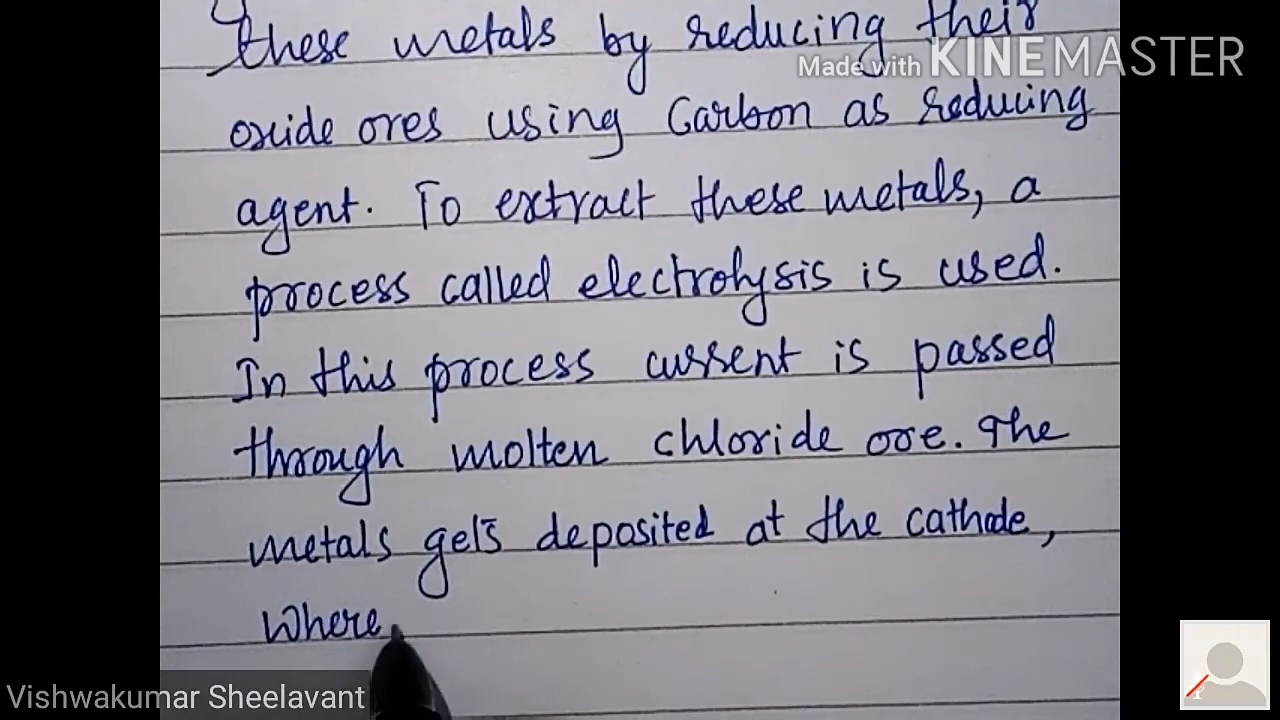 these metals by reducing their
Made with KINEMASTER
oxide ores using Carbon as reducing
agent. To extract these metals, a
process called electrolysis is used.
In this process current is passed
through molten chloride ore. The
metals gets deposited at the cathode,
Where
Vishwakumar Sheelavant